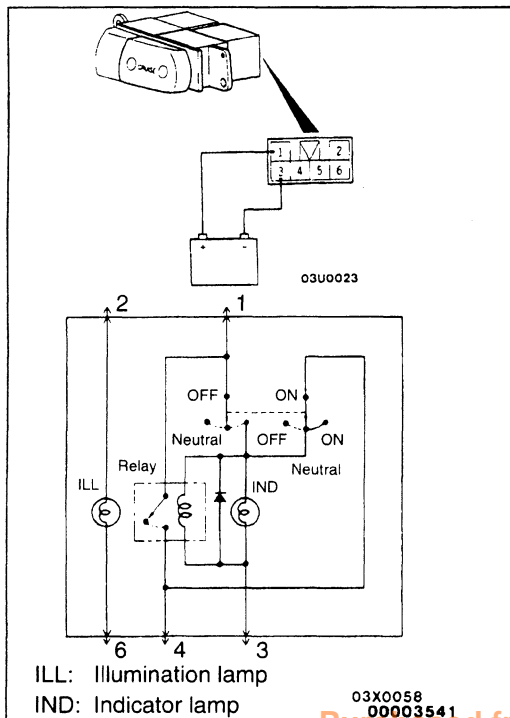 CRUISE
1 2
3 4 5 6
+ -
03U0023
2 1
OFF ON
Neutral OFF ON
Relay Neutral
ILL IND
6 4 3
ILL: Illumination lamp
IND: Indicator lamp
03X0058
00003541